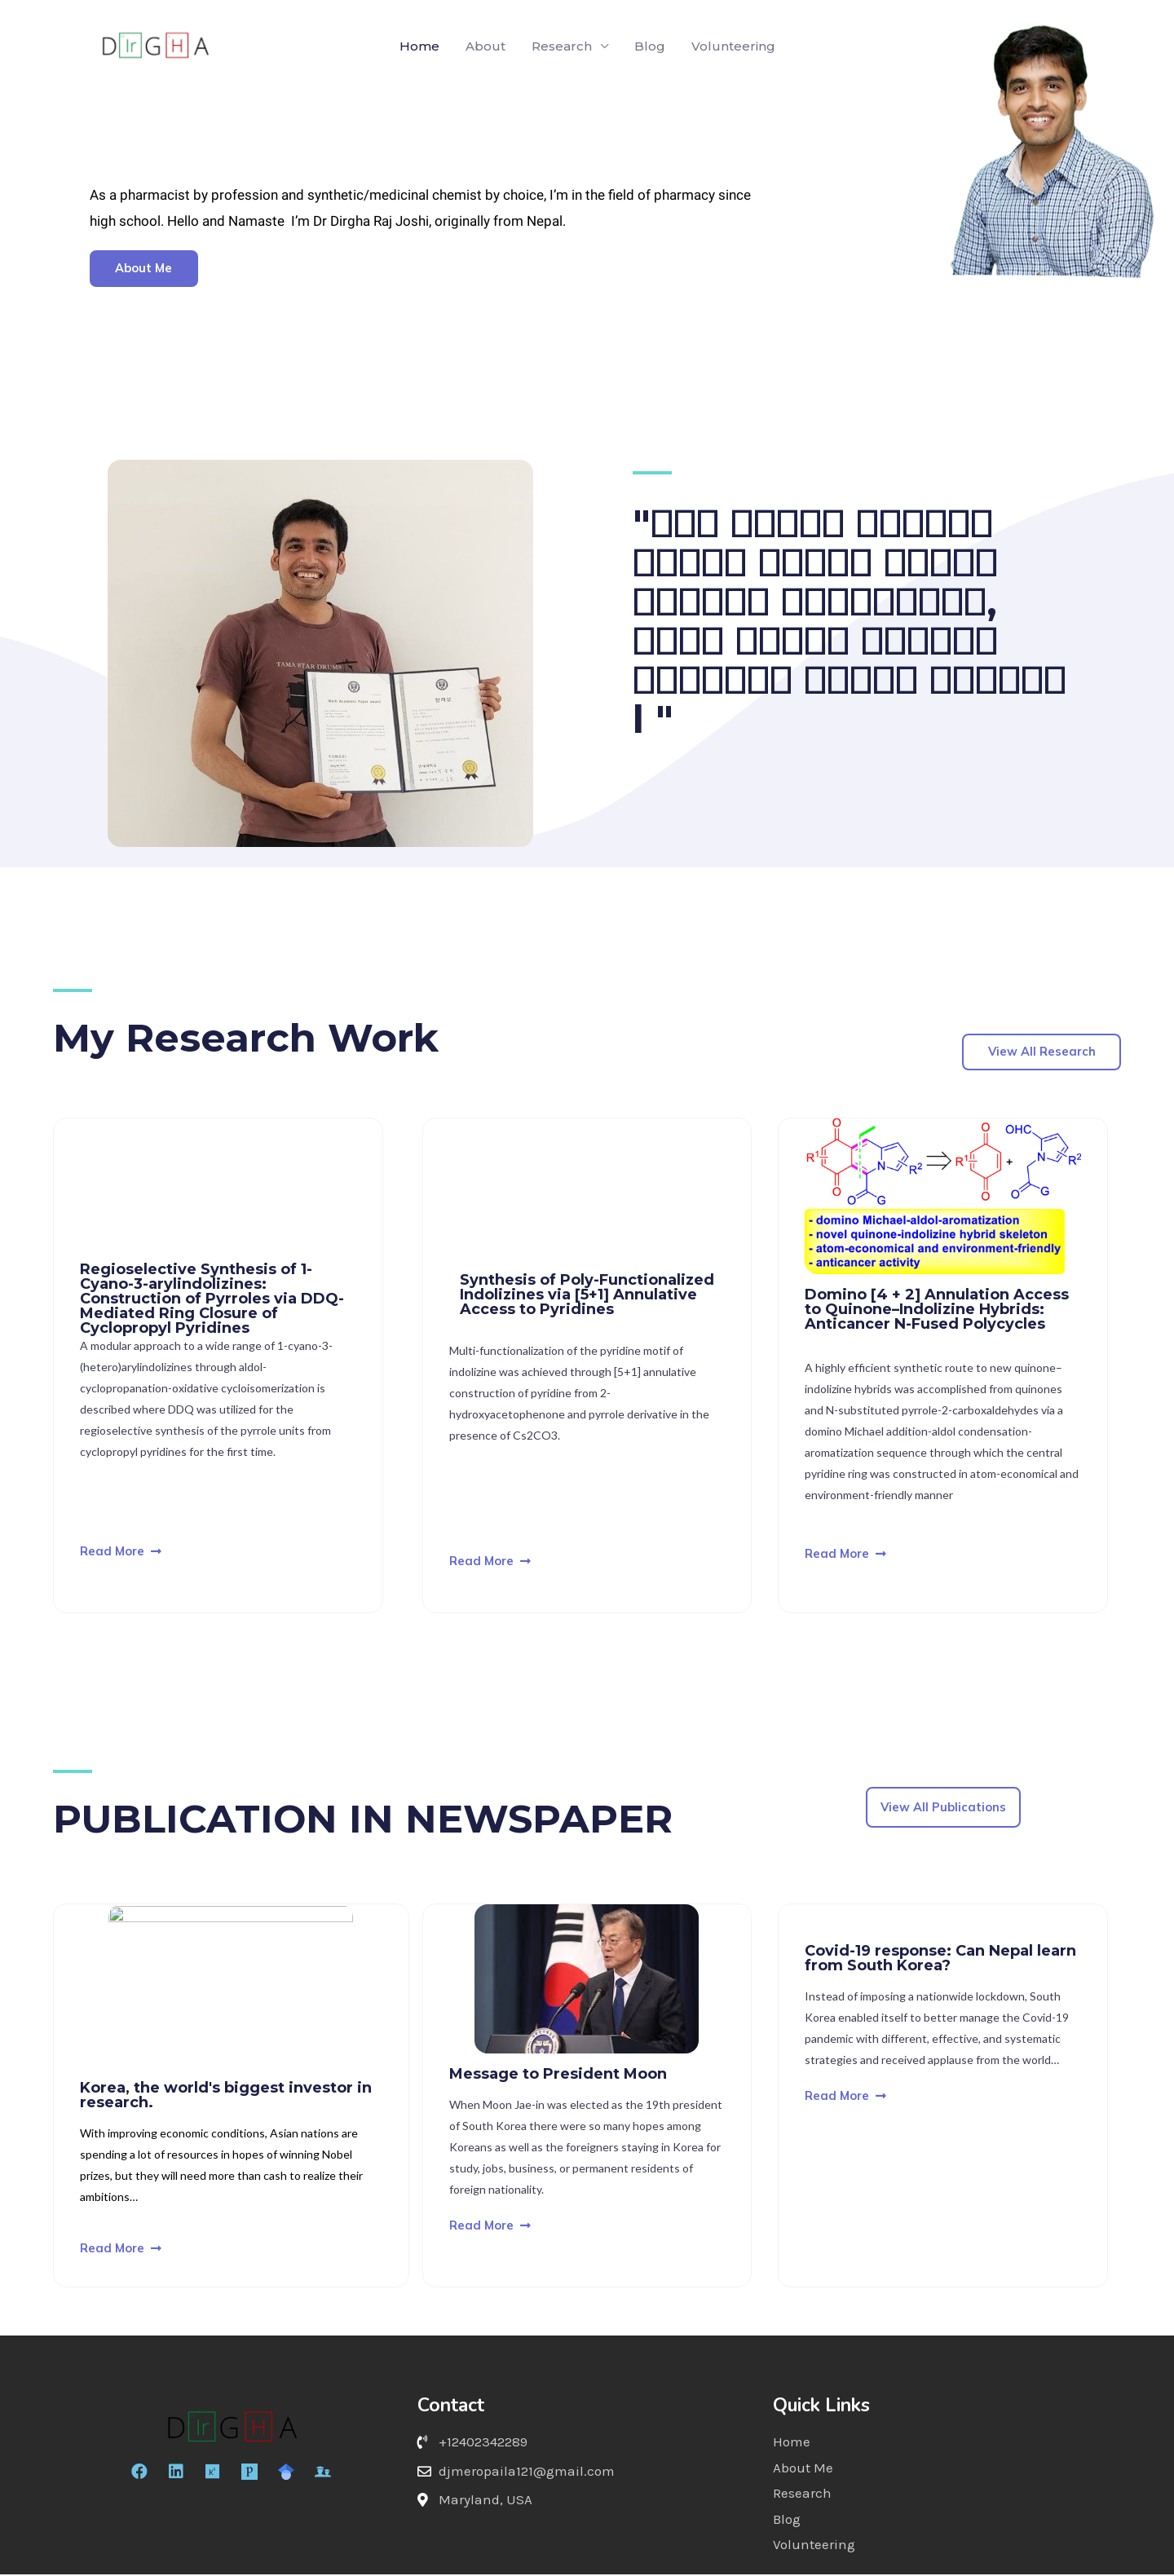 DIrGHA
Home
About
Research
Blog
Volunteering
As a pharmacist by profession and synthetic/medicinal chemist by choice, I’m in the field of pharmacy since
high school. Hello and Namaste  I’m Dr Dirgha Raj Joshi, originally from Nepal.
About Me
TAMA STAR DRUMS
My Research Work
View All Research
R1
O
O
N
R2
O
G
R1
O
O
+
OHC
N
R2
O
G
- domino Michael-aldol-aromatization
- novel quinone-indolizine hybrid skeleton
- atom-economical and environment-friendly
- anticancer activity
Regioselective Synthesis of 1-
Cyano-3-arylindolizines:
Construction of Pyrroles via DDQ-
Mediated Ring Closure of
Cyclopropyl Pyridines
A modular approach to a wide range of 1-cyano-3-
(hetero)arylindolizines through aldol-
cyclopropanation-oxidative cycloisomerization is
described where DDQ was utilized for the
regioselective synthesis of the pyrrole units from
cyclopropyl pyridines for the first time.
Read More
Synthesis of Poly-Functionalized
Indolizines via [5+1] Annulative
Access to Pyridines
Multi-functionalization of the pyridine motif of
indolizine was achieved through [5+1] annulative
construction of pyridine from 2-
hydroxyacetophenone and pyrrole derivative in the
presence of Cs2CO3.
Read More
Domino [4 + 2] Annulation Access
to Quinone–Indolizine Hybrids:
Anticancer N-Fused Polycycles
A highly efficient synthetic route to new quinone–
indolizine hybrids was accomplished from quinones
and N-substituted pyrrole-2-carboxaldehydes via a
domino Michael addition-aldol condensation-
aromatization sequence through which the central
pyridine ring was constructed in atom-economical and
environment-friendly manner
Read More
PUBLICATION IN NEWSPAPER
View All Publications
Korea, the world's biggest investor in
research.
With improving economic conditions, Asian nations are
spending a lot of resources in hopes of winning Nobel
prizes, but they will need more than cash to realize their
ambitions…
Read More
Message to President Moon
When Moon Jae-in was elected as the 19th president
of South Korea there were so many hopes among
Koreans as well as the foreigners staying in Korea for
study, jobs, business, or permanent residents of
foreign nationality.
Read More
Covid-19 response: Can Nepal learn
from South Korea?
Instead of imposing a nationwide lockdown, South
Korea enabled itself to better manage the Covid-19
pandemic with different, effective, and systematic
strategies and received applause from the world…
Read More
DIrGHA
Contact
+12402342289
djmeropaila121@gmail.com
Maryland, USA
Quick Links
Home
About Me
Research
Blog
Volunteering